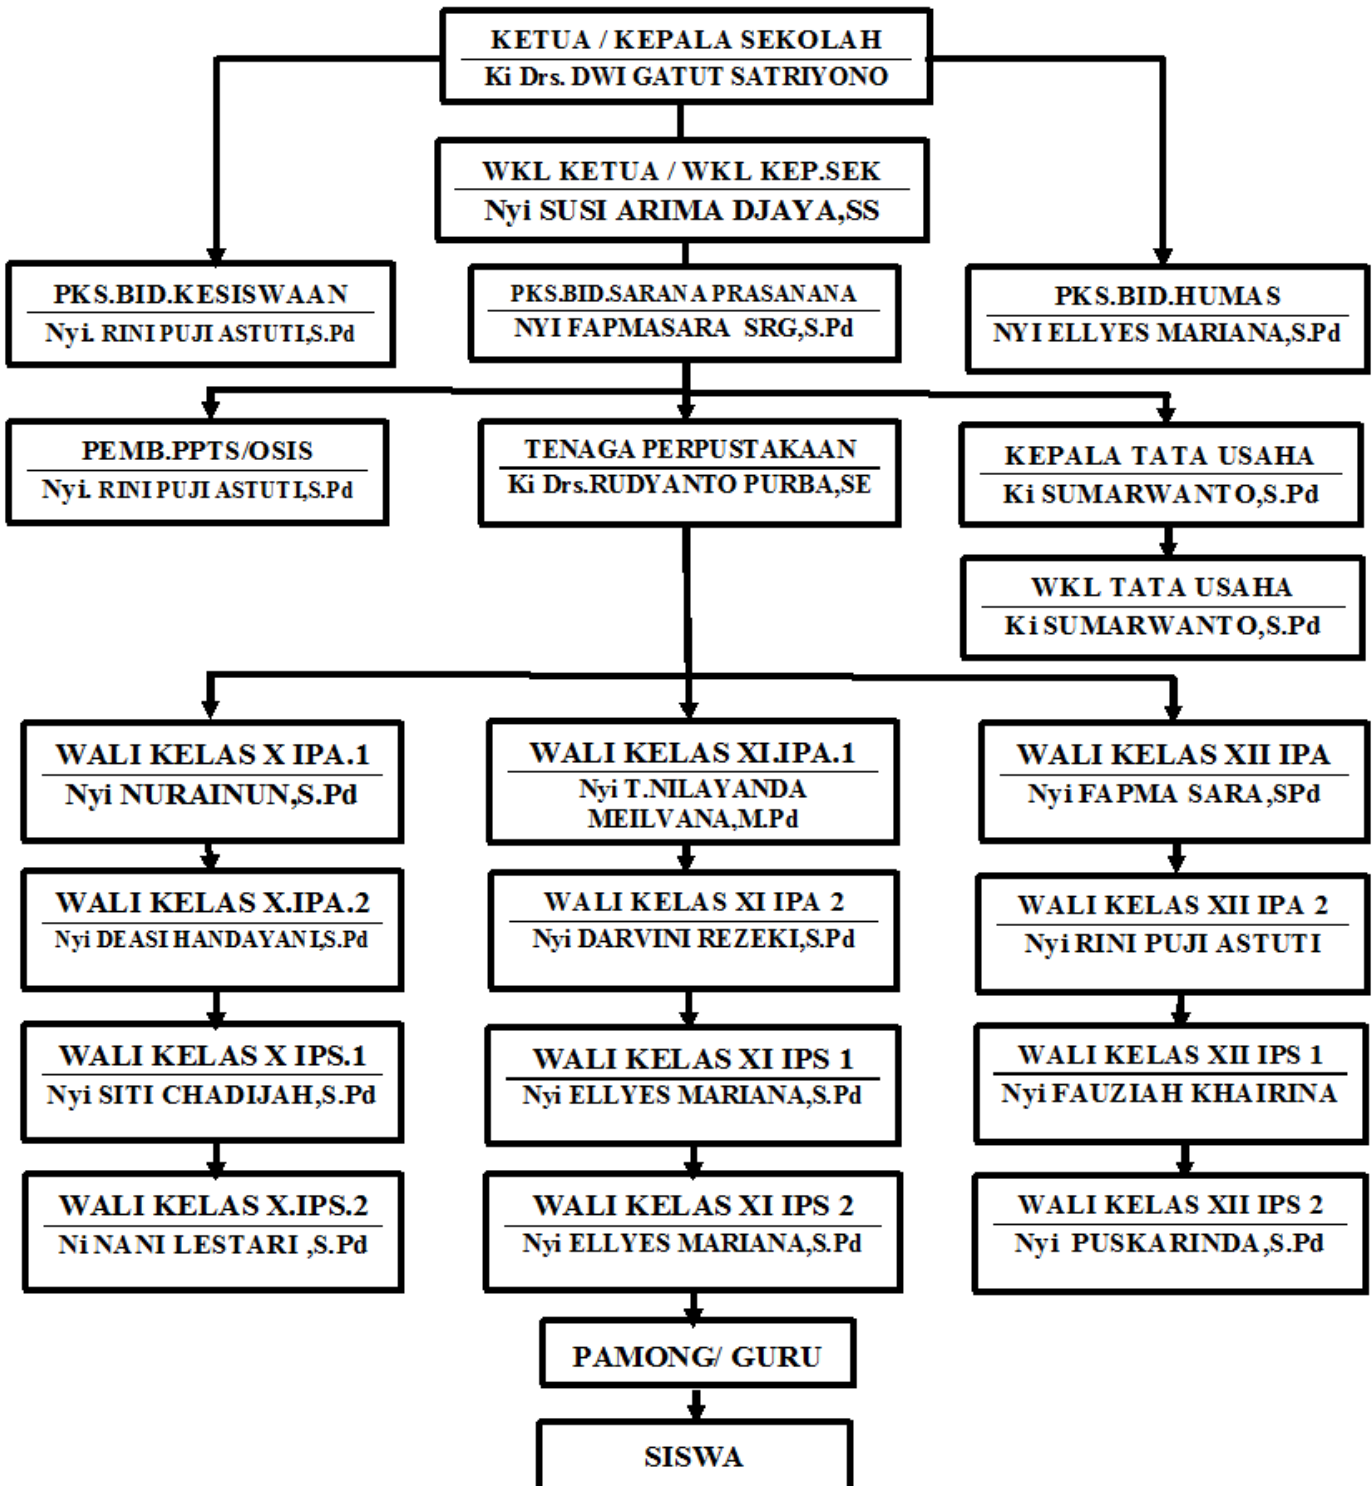 KETUA / KEPALA SEKOLAH
Ki Drs. DWI GATUT SATRIYONO
WKL KETUA / WKL KEP.SEK
Nyi SUSI ARIMA DJAYA,SS
PKS.BID.KESISWAAN
Nyi. RINI PUJI ASTUTI,S.Pd
PKS.BID.SARANA PRASANANA
NYI FAPMASARA SRG,S.Pd
PKS.BID.HUMAS
NYI ELLYES MARIANA,S.Pd
PEMB.PPTS/OSIS
Nyi. RINI PUJI ASTUTI,S.Pd
TENAGA PERPUSTAKAAN
Ki Drs.RUDYANTO PURBA,SE
KEPALA TATA USAHA
Ki SUMARWANTO,S.Pd
WKL TATA USAHA
Ki SUMARWANTO,S.Pd
WALI KELAS X IPA.1
Nyi NURAINUN,S.Pd
WALI KELAS XI.IPA.1
Nyi T.NILAYANDA
MEILVANA,M.Pd
WALI KELAS XII IPA
Nyi FAPMA SARA,SPd
WALI KELAS X.IPA.2
Nyi DEASI HANDAYANI,S.Pd
WALI KELAS XI IPA 2
Nyi DARVINI REZEKI,S.Pd
WALI KELAS XII IPA 2
Nyi RINI PUJI ASTUTI
WALI KELAS X IPS.1
Nyi SITI CHADIJAH,S.Pd
WALI KELAS XI IPS 1
Nyi ELLYES MARIANA,S.Pd
WALI KELAS XII IPS 1
Nyi FAUZIAH KHAIRINA
WALI KELAS X.IPS.2
Ni NANI LESTARI ,S.Pd
WALI KELAS XI IPS 2
Nyi ELLYES MARIANA,S.Pd
WALI KELAS XII IPS 2
Nyi PUSKARINDA,S.Pd
PAMONG/ GURU
SISWA